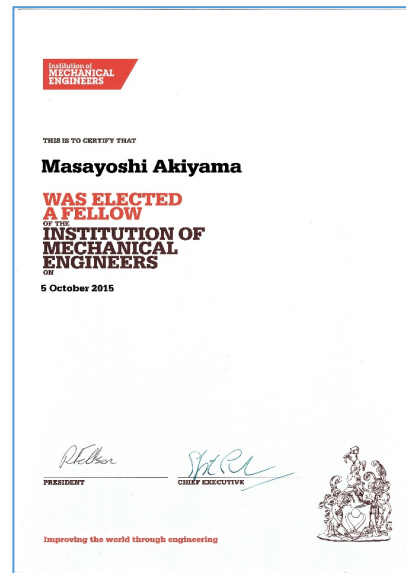 Institution of
MECHANICAL
ENGINEERS
THIS IS TO CERTIFY THAT
Masayoshi Akiyama
WAS ELECTED
A FELLOW
OF THE
INSTITUTION OF
MECHANICAL
ENGINEERS
ON
5 October 2015
PRESIDENT
CHIEF EXECUTIVE
Improving the world through engineering